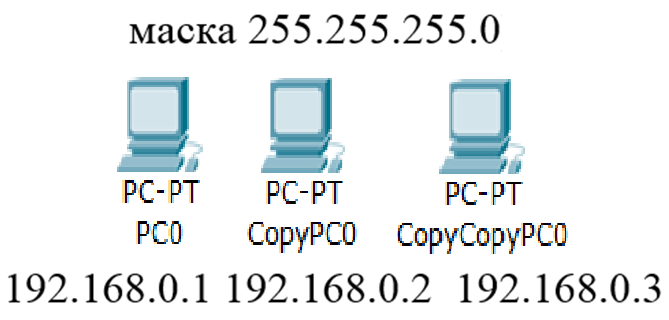 маска 255.255.255.0
PC-PT PC-PT PC-PT
PC0 CopyPC0 CopyCopyPC0
192.168.0.1 192.168.0.2 192.168.0.3